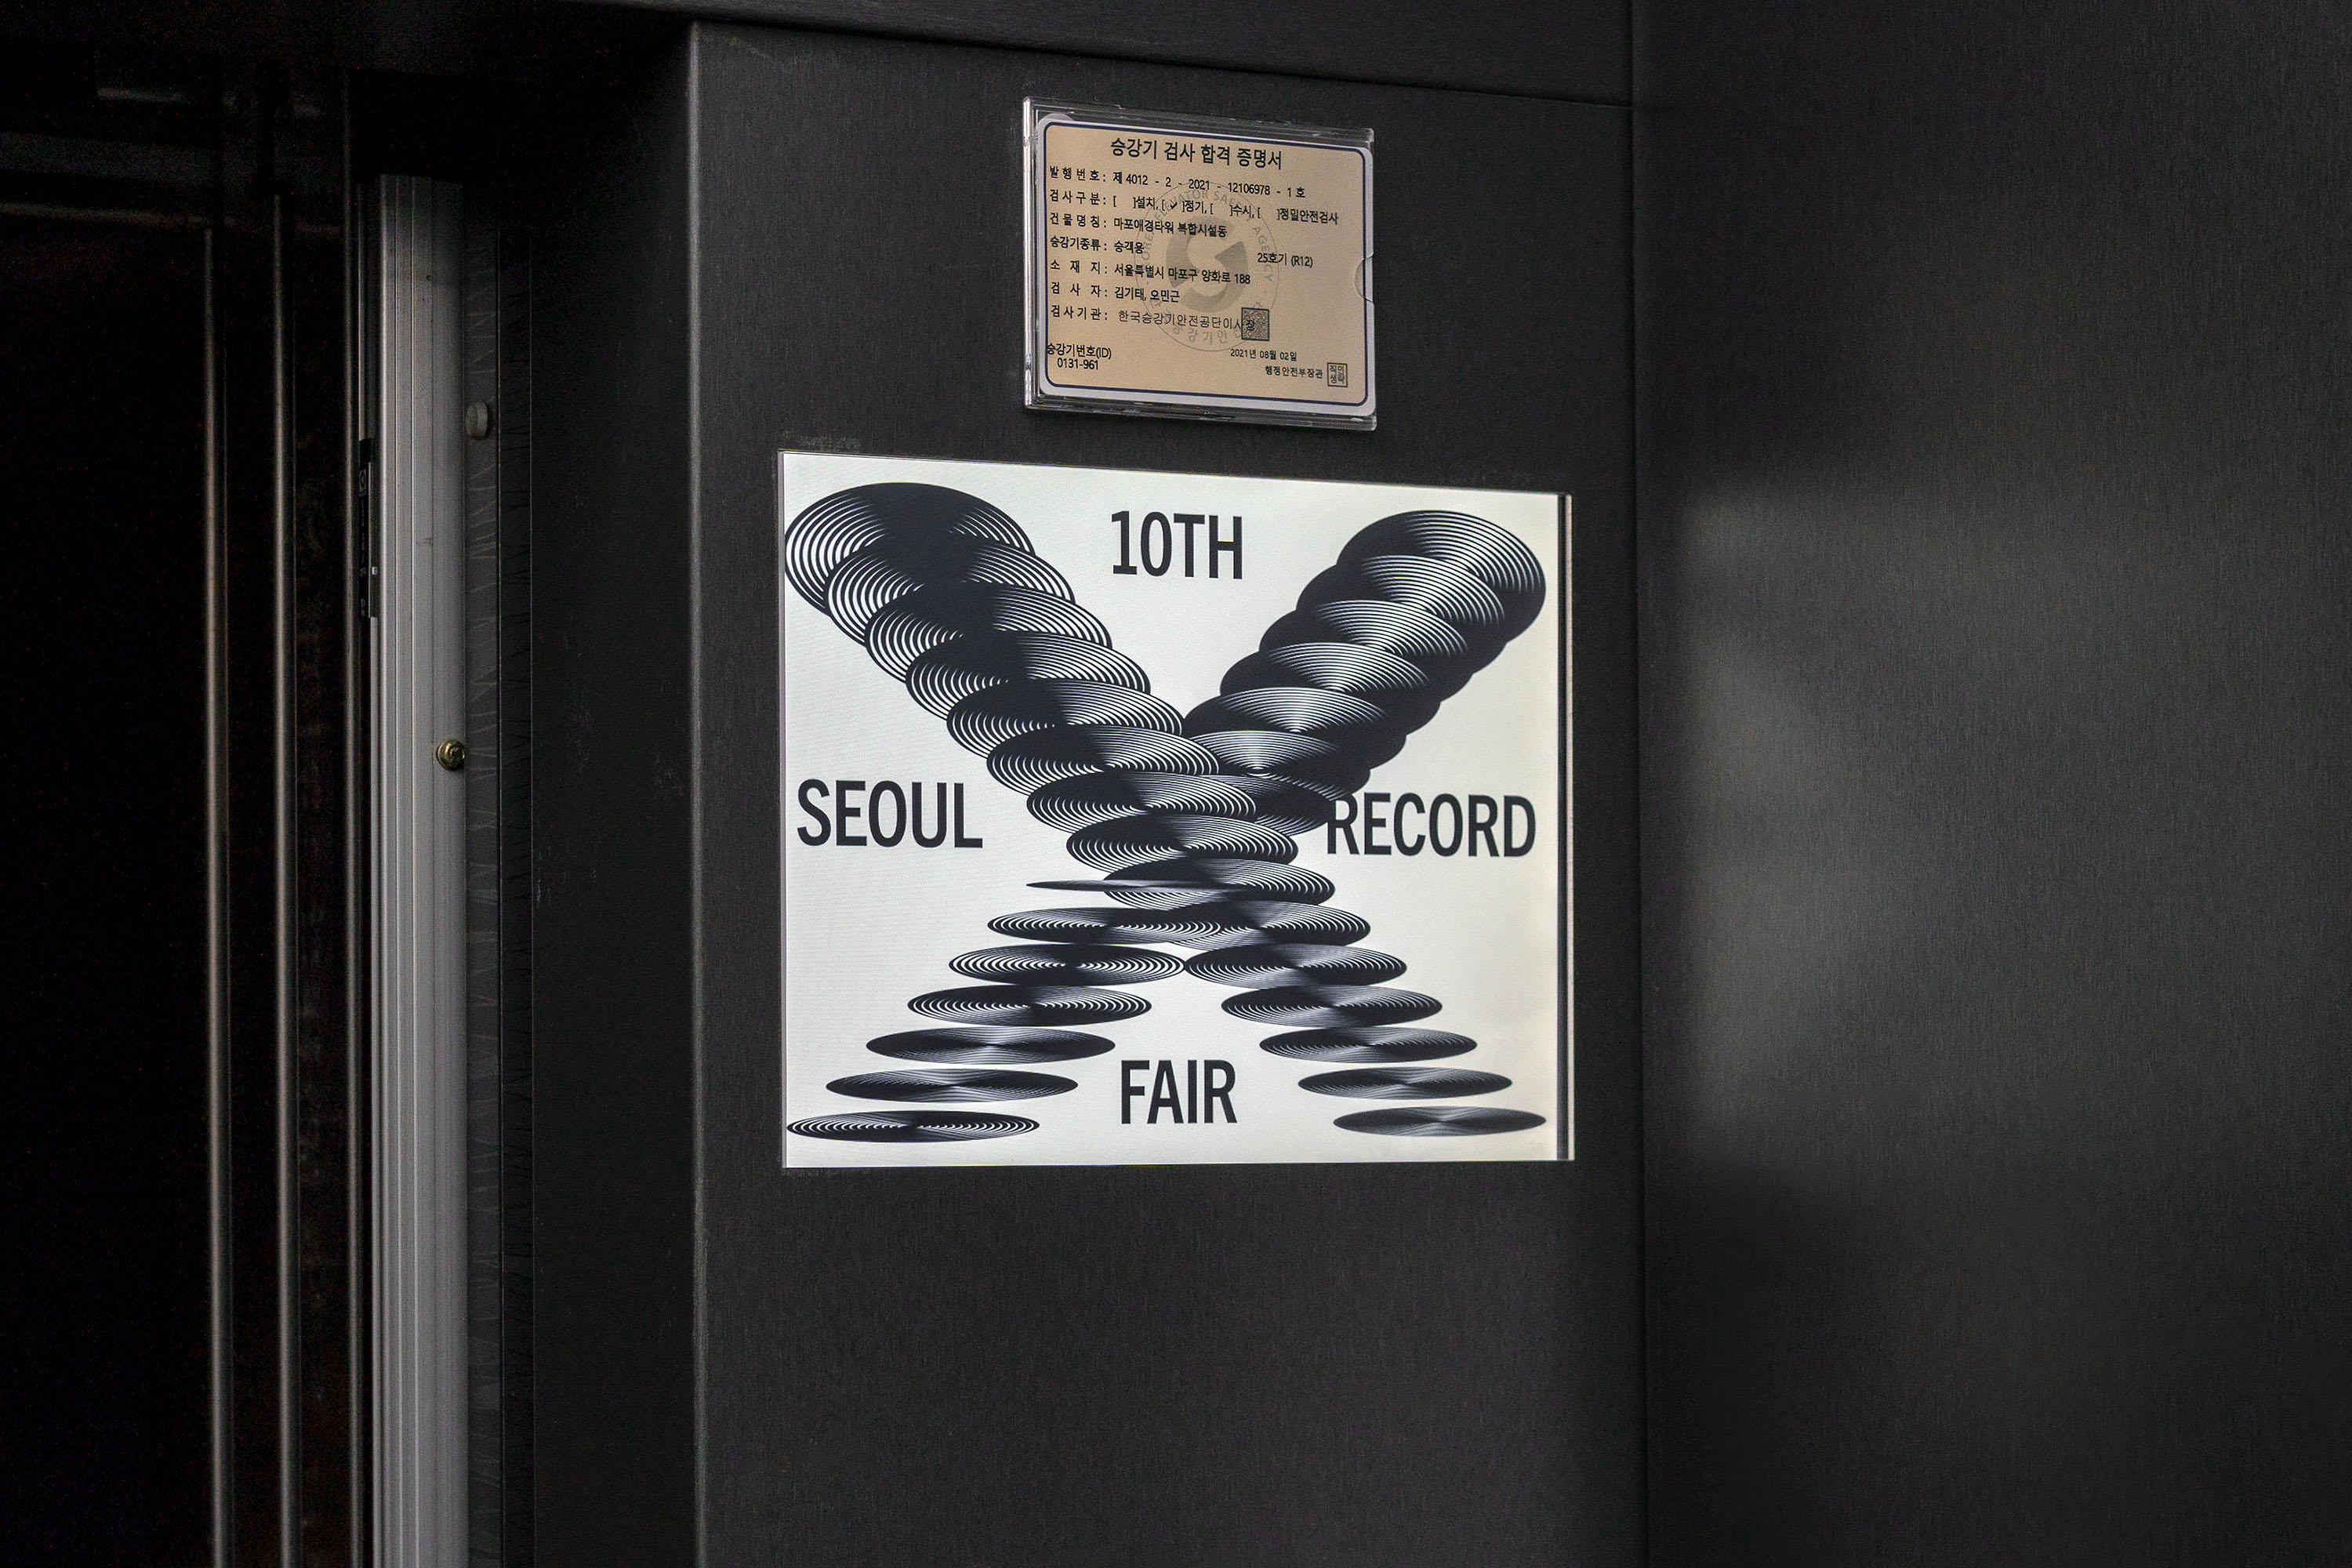 승강기 검사 합격 증명서
발행번호: 제 4012 - 2 - 2021 - 12106978 - 1 호
검사구분: [ ]설치, [✓]정기, [ ]수시, [ ]정밀안전검사
건물명칭: 마포애경타워 복합시설동
승강기종류: 승객용
25호기 (R12)
소재지: 서울특별시 마포구 양화로 188
검사자: 김기태, 오민근
검사기관: 한국승강기안전공단이사장
승강기번호(ID)
0131-961
2021년 08월 02일
행정안전부장관
10TH
SEOUL RECORD
FAIR